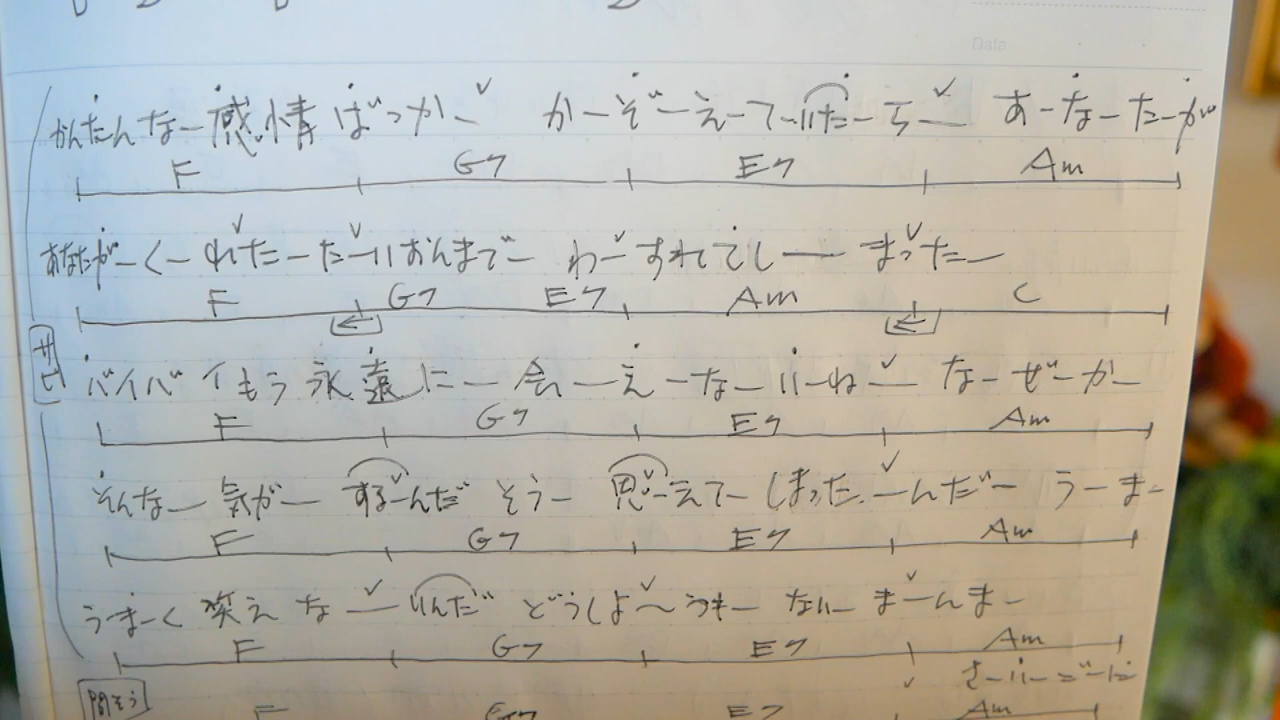 Data
かんたんなー感情ばっかー かーぞーえーてーいたーらー あーなーたーが
F G7 E7 Am
あなたがーくーれたーたーいおんまでー わーすれてしーー まったー
F G7 E7 Am C
サビ
バイバイもう永遠にー会ーえーなーいーねー なーぜーかー
F G7 E7 Am
そんなー気がーするーんだ そうー 思ーえてーしまったーんだー うーまー
F G7 E7 Am
うーまーく笑えなーいんだ どうしよ〜うもー ないー まーんまー
F G7 E7 Am
さーいーごーに
間そう
F G7 E7 Am